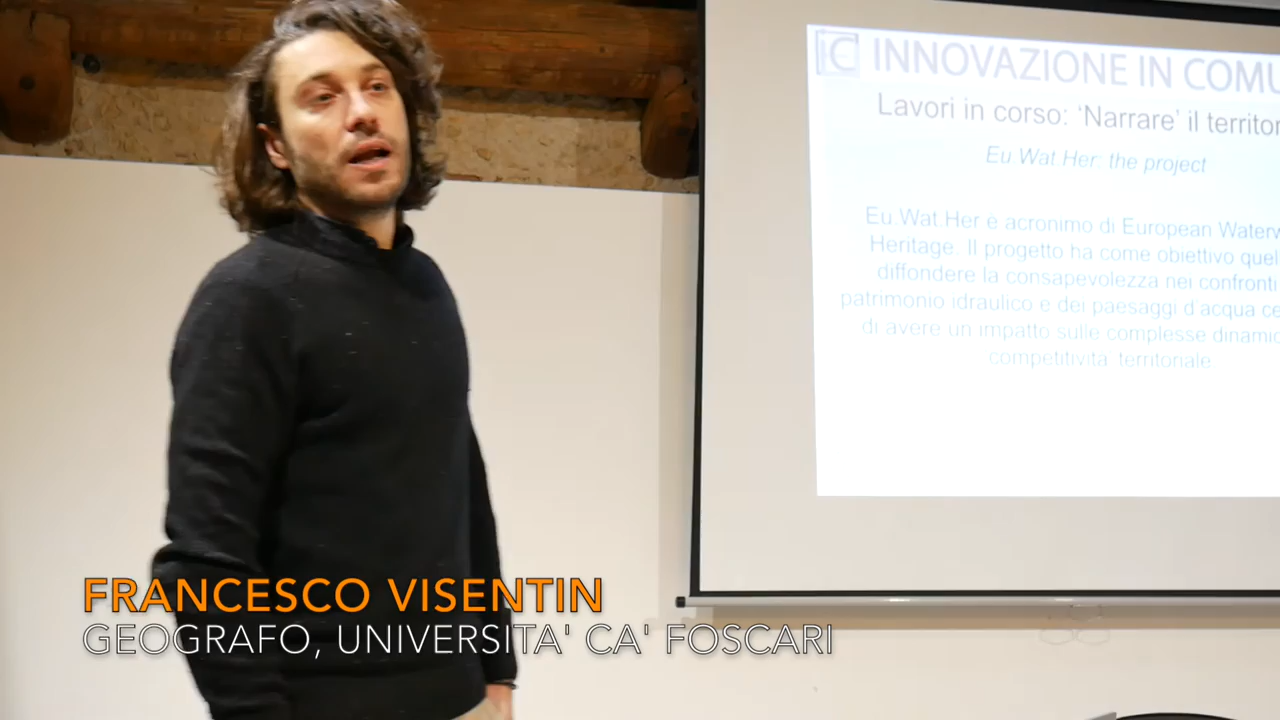 iC INNOVAZIONE IN COMU
Lavori in corso: 'Narrare' il territor
Eu.Wat.Her: the project
Eu.Wat.Her è acronimo di European Waterw
Heritage. Il progetto ha come obiettivo quel
diffondere la consapevolezza nei confronti
patrimonio idraulico e dei paesaggi d'acqua ce
di avere un impatto sulle complesse dinamic
competitività territoriale
FRANCESCO VISENTIN
GEOGRAFO, UNIVERSITA' CA' FOSCARI